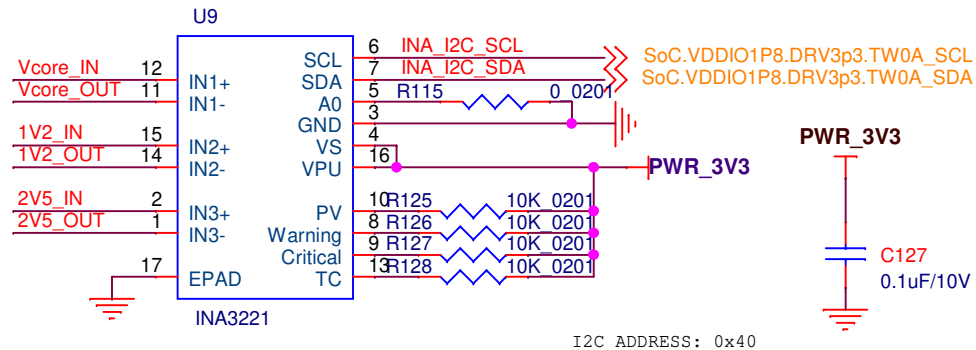 U9
Vcore_IN 12 IN1+ SCL 6 INA_I2C_SCL SoC.VDDIO1P8.DRV3p3.TW0A_SCL
Vcore_OUT 11 IN1- SDA 7 INA_I2C_SDA SoC.VDDIO1P8.DRV3p3.TW0A_SDA
A0 5 R115 0_0201
GND 3
1V2_IN 15 IN2+ VS 4
1V2_OUT 14 IN2- VPU 16 PWR_3V3
2V5_IN 2 IN3+ PV 10 R125 10K_0201
2V5_OUT 1 IN3- Warning 8 R126 10K_0201
Critical 9 R127 10K_0201
17 EPAD TC 13 R128 10K_0201
INA3221
PWR_3V3
C127
0.1uF/10V
I2C ADDRESS: 0x40